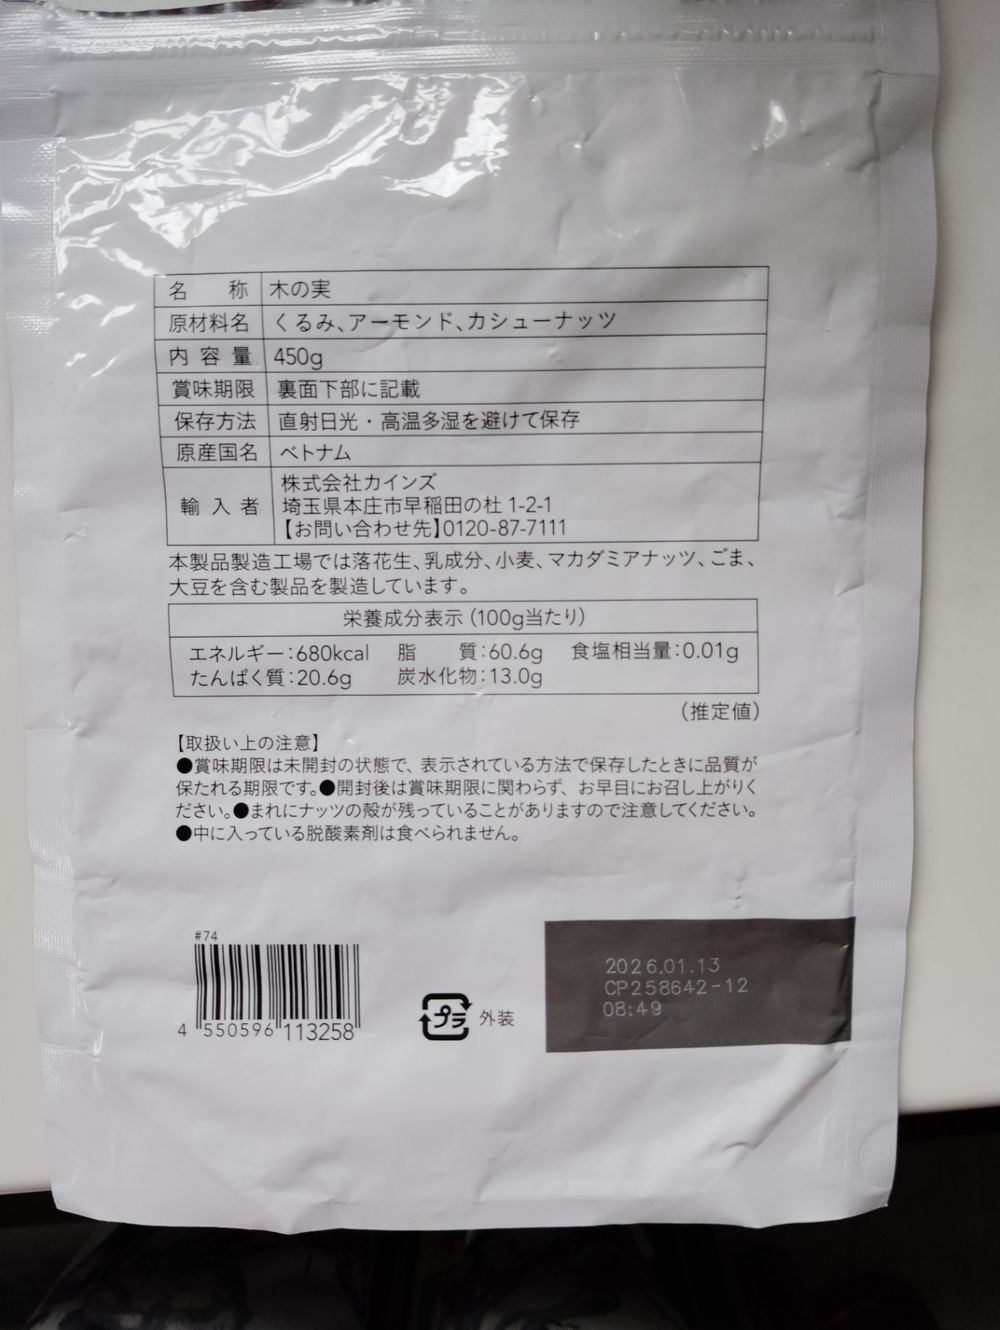 名 称 木の実
原材料名 くるみ、アーモンド、カシューナッツ
内容量 450g
賞味期限 裏面下部に記載
保存方法 直射日光・高温多湿を避けて保存
原産国名 ベトナム
輸入者 株式会社カインズ
埼玉県本庄市早稲田の杜 1-2-1
【お問い合わせ先】0120-87-7111
本製品製造工場では落花生、乳成分、小麦、マカダミアナッツ、ごま、
大豆を含む製品を製造しています。
栄養成分表示(100g当たり)
エネルギー:680kcal 脂 質:60.6g 食塩相当量:0.01g
たんぱく質:20.6g 炭水化物:13.0g
(推定値)
【取扱い上の注意】
●賞味期限は未開封の状態で、表示されている方法で保存したときに品質が
保たれる期限です。●開封後は賞味期限に関わらず、お早目にお召し上がりく
ださい。●まれにナッツの殻が残っていることがありますので注意してください。
●中に入っている脱酸素剤は食べられません。
#74
4 550596 113258
プラ 外装
2026.01.13
CP258642-12
08:49